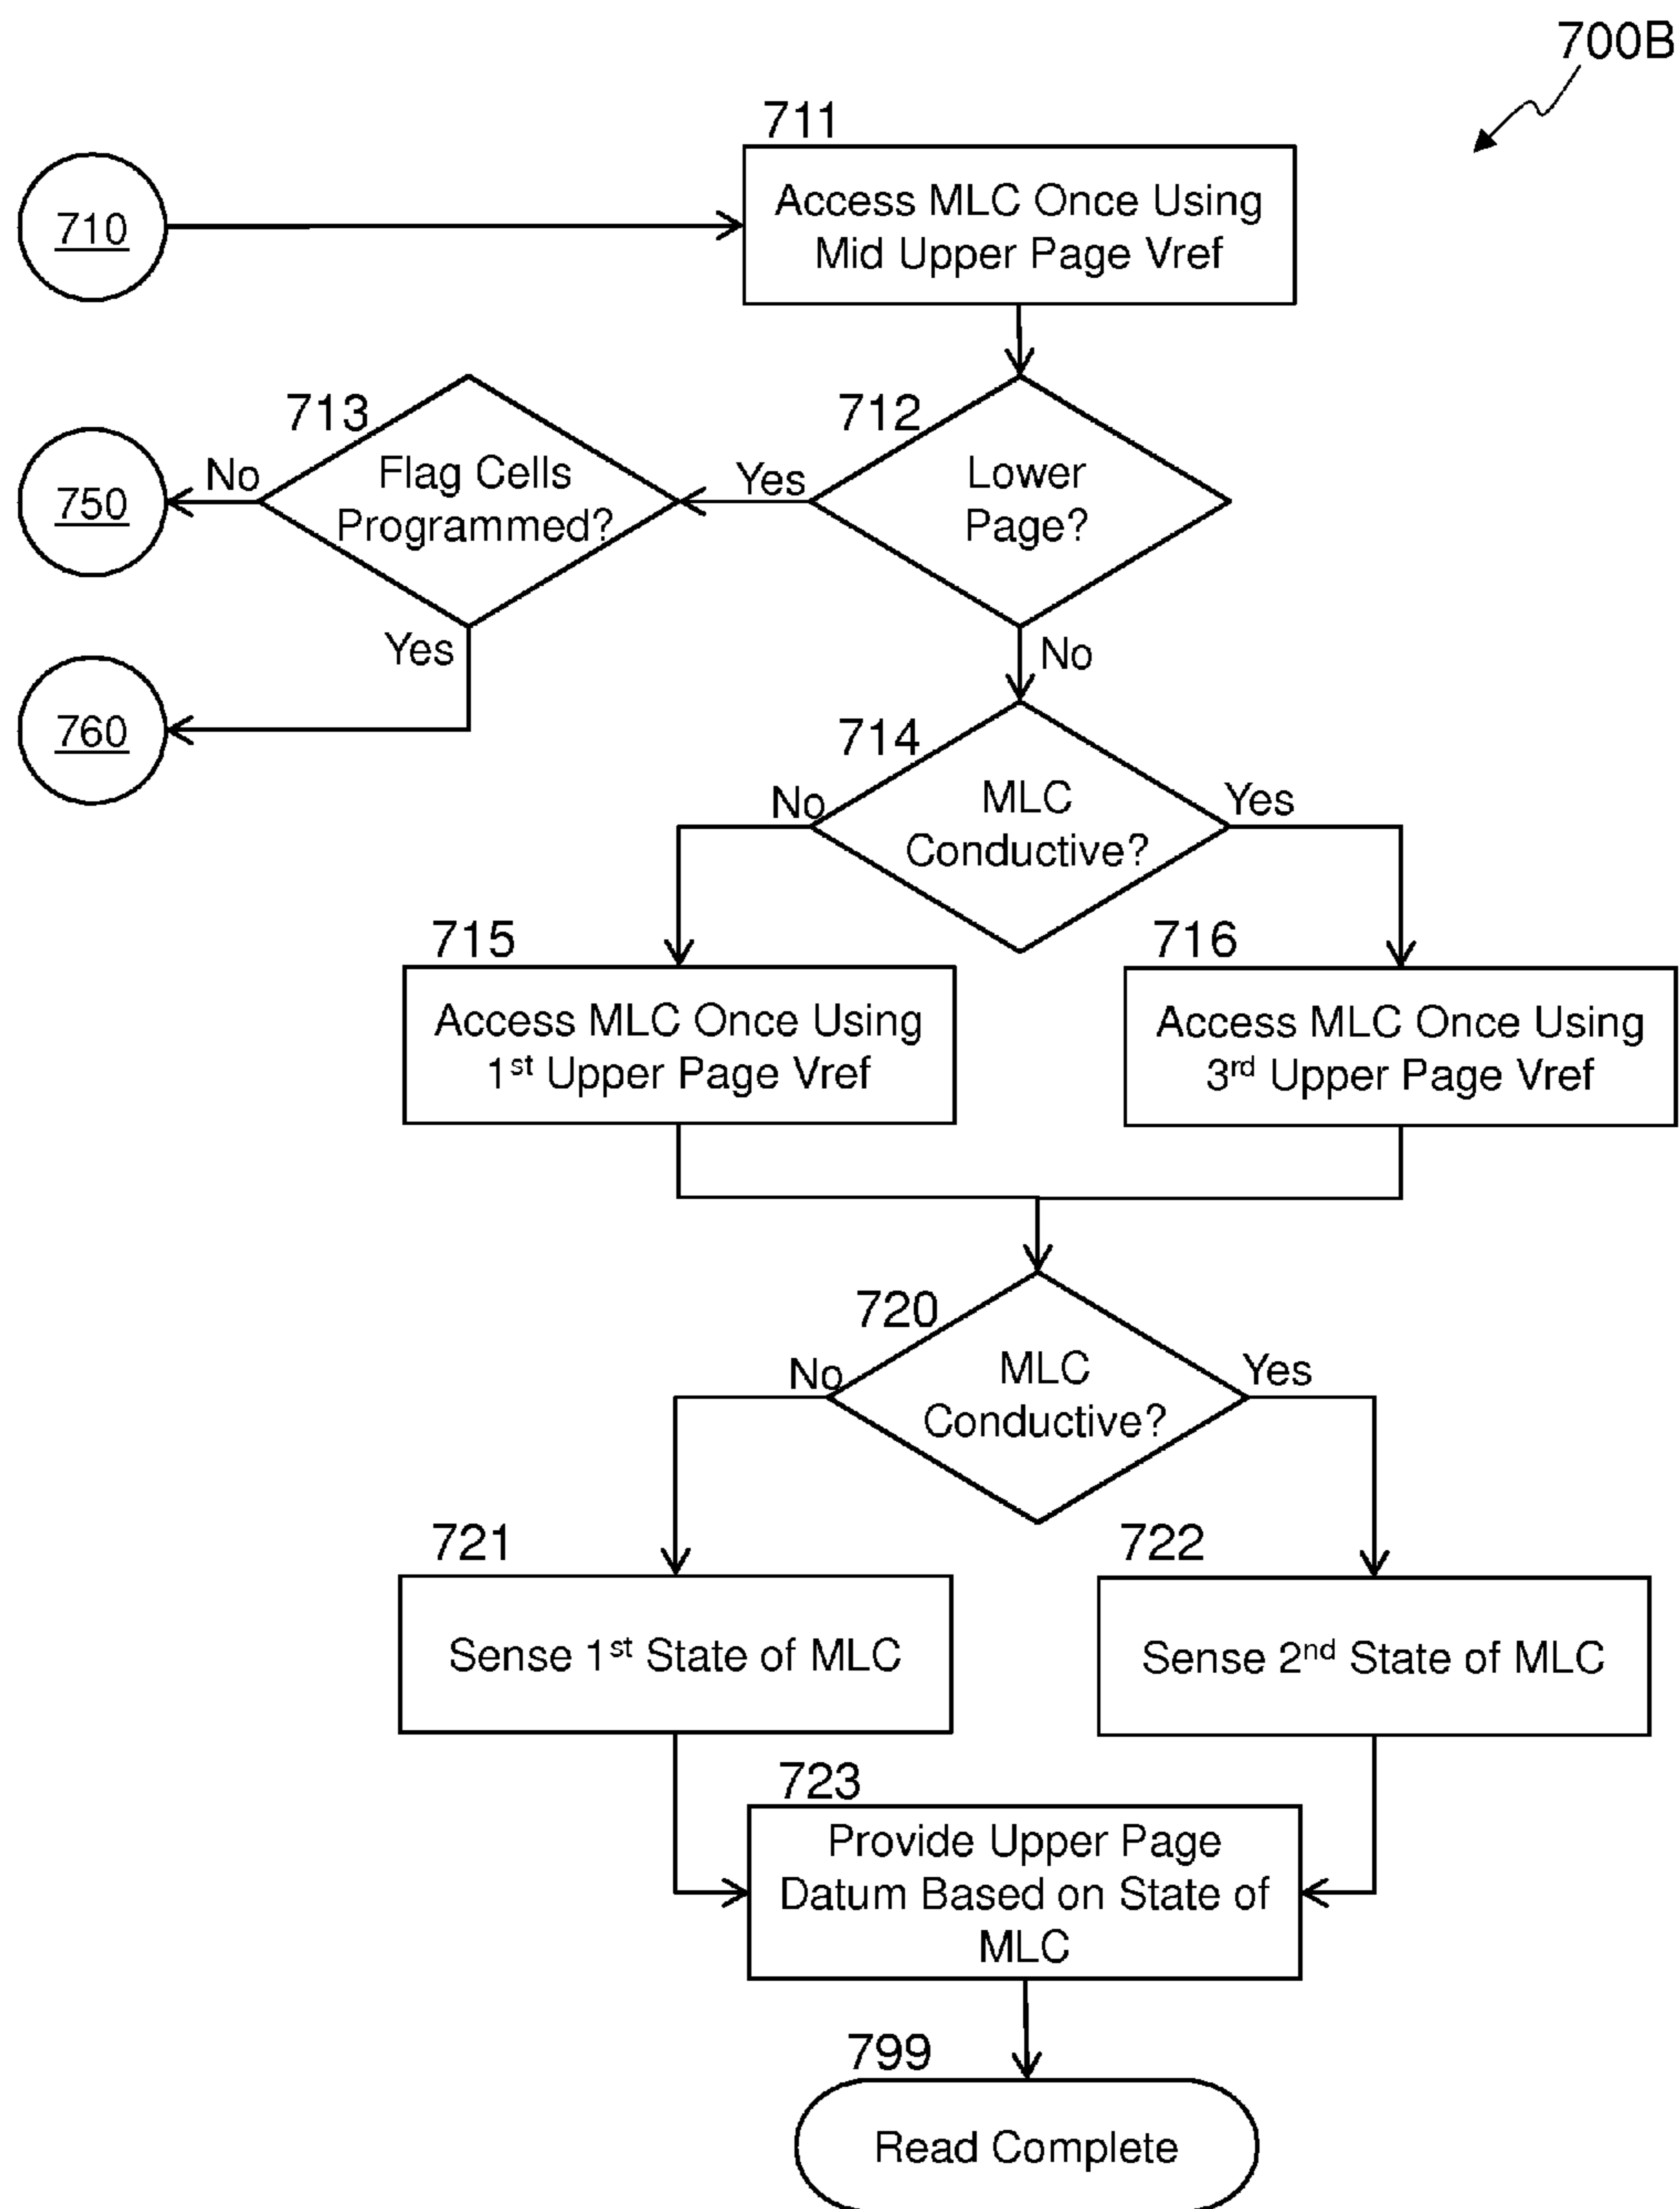 700B
711
710
Access MLC Once Using
Mid Upper Page Vref
713
712
No
Flag Cells
Programmed?
Yes
Lower
Page?
750
Yes
No
760
714
No
MLC
Conductive?
Yes
715
716
Access MLC Once Using
1st Upper Page Vref
Access MLC Once Using
3rd Upper Page Vref
720
No
MLC
Conductive?
Yes
721
722
Sense 1st State of MLC
Sense 2nd State of MLC
723
Provide Upper Page
Datum Based on State of
MLC
799
Read Complete